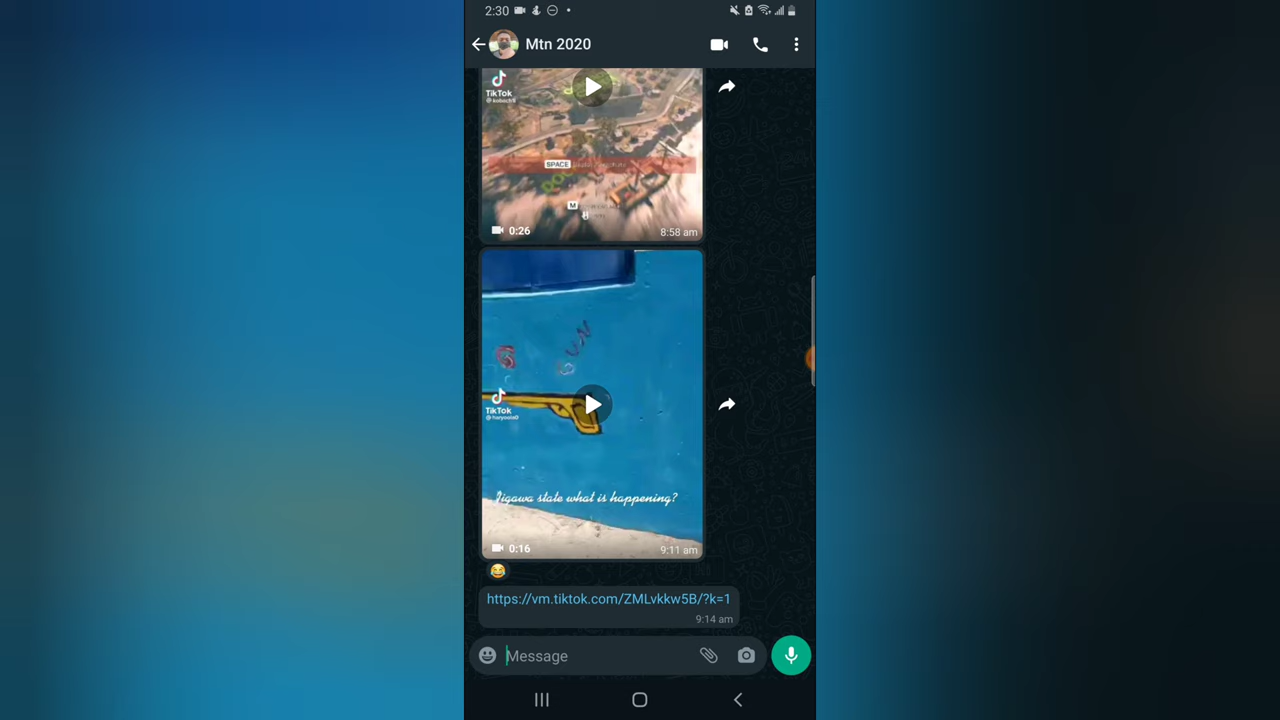 2:30
Mtn 2020
TikTok
SPACE
M
0:26
8:58 am
GUN
TikTok
Jigawa state what is happening?
0:16
9:11 am
https://vm.tiktok.com/ZMLvkkw5B/?k=1
9:14 am
Message